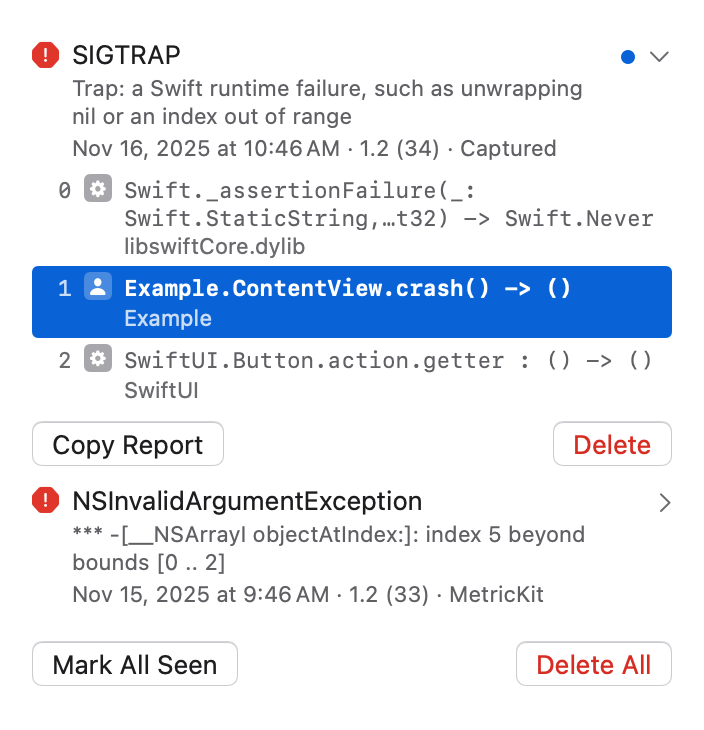 SIGTRAP
Trap: a Swift runtime failure, such as unwrapping
nil or an index out of range
Nov 16, 2025 at 10:46 AM · 1.2 (34) · Captured
0 Swift._assertionFailure(_:
Swift.StaticString,…t32) -> Swift.Never
libswiftCore.dylib
1 Example.ContentView.crash() -> ()
Example
2 SwiftUI.Button.action.getter : () -> ()
SwiftUI
Copy Report Delete
NSInvalidArgumentException
*** -[__NSArrayI objectAtIndex:]: index 5 beyond
bounds [0 .. 2]
Nov 15, 2025 at 9:46 AM · 1.2 (33) · MetricKit
Mark All Seen Delete All